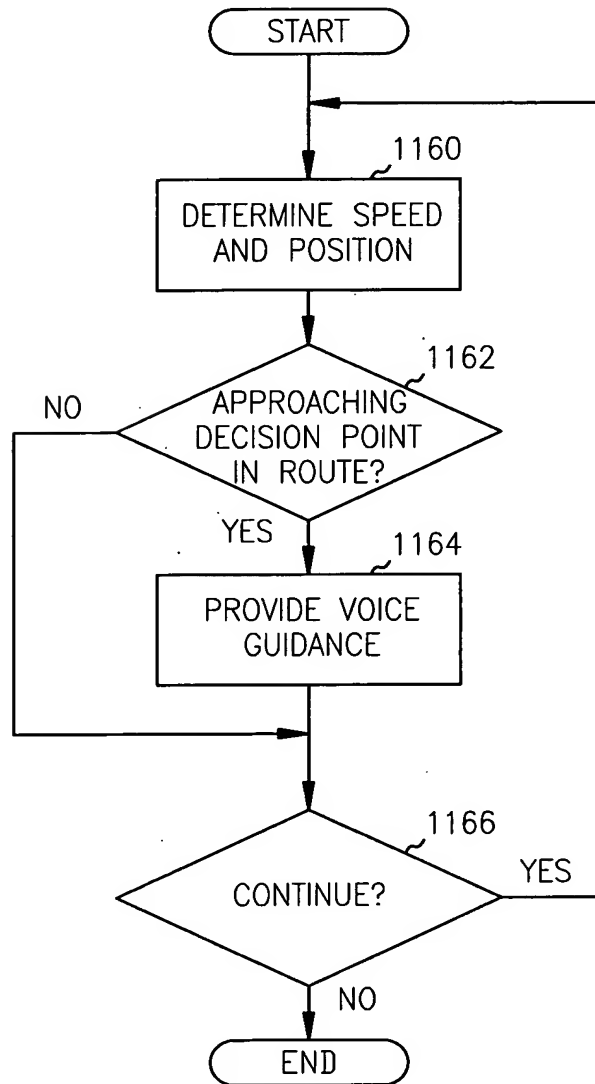 START
1160
DETERMINE SPEED
AND POSITION
1162
NO
APPROACHING
DECISION POINT
IN ROUTE?
YES
1164
PROVIDE VOICE
GUIDANCE
1166
CONTINUE?
YES
NO
END